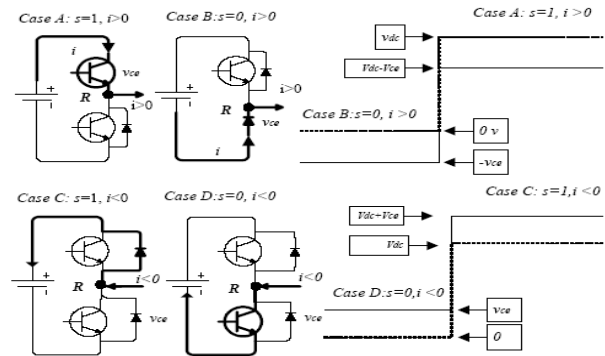 Case A: s=1, i>0
Case B:s=0, i>0
i
vce
R
i>0
+
-
R
i>0
vce
i
+
-
Case A: s=1, i >0
vdc
Vdc-Vce
Case B:s=0, i >0
0 v
-vce
Case C: s=1, i<0
Case D:s=0, i<0
+
-
R
i<0
vce
+
-
R
i<0
vce
Case C: s=1,i <0
Vdc+Vce
Vdc
Case D:s=0,i <0
vce
0